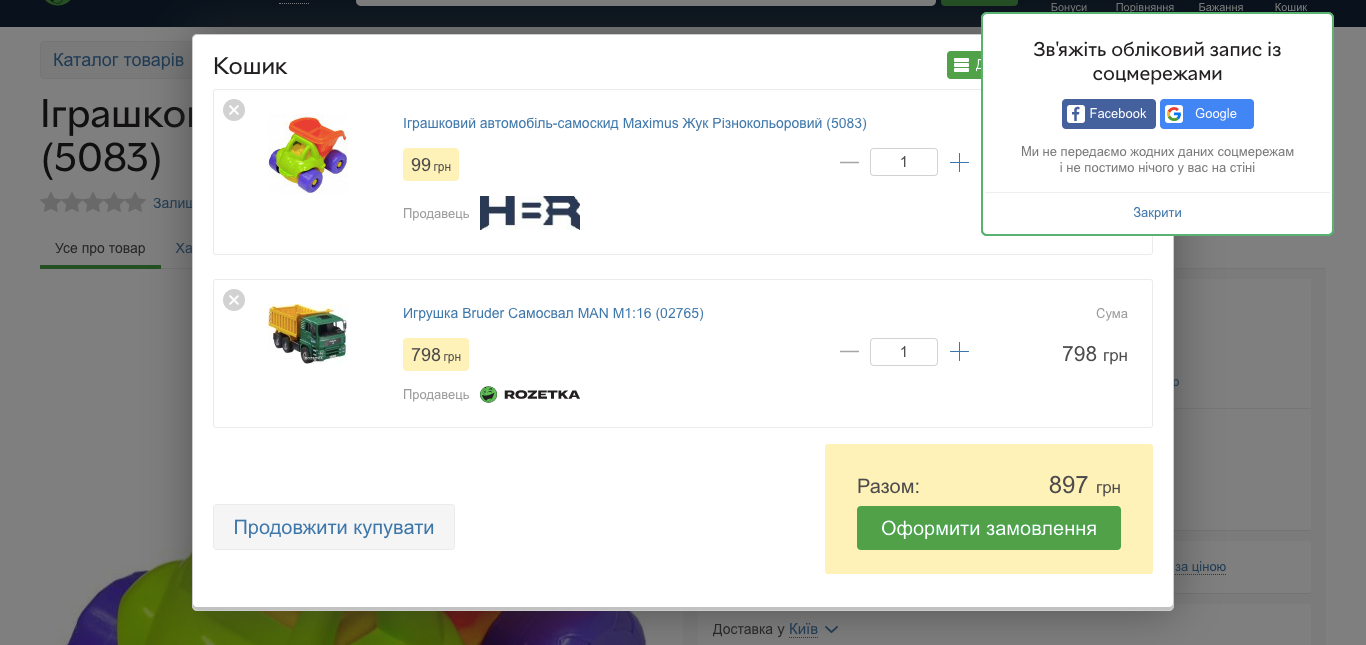 Бонуси
Порівняння
Бажання
Кошик
Каталог товарів
Іграшко
(5083)
Усе про товар
Кошик
Зв'яжіть обліковий запис із
соцмережами
Facebook
Google
Ми не передаємо жодних даних соцмережам
і не постимо нічого у вас на стіні
Закрити
Іграшковий автомобіль-самоскид Maximus Жук Різнокольоровий (5083)
99 грн
1
Продавець HER
Игрушка Bruder Самосвал MAN М1:16 (02765)
Сума
798 грн
1
798 грн
Продавець ROZETKA
Разом: 897 грн
Оформити замовлення
Продовжити купувати
за ціною
Доставка у Київ